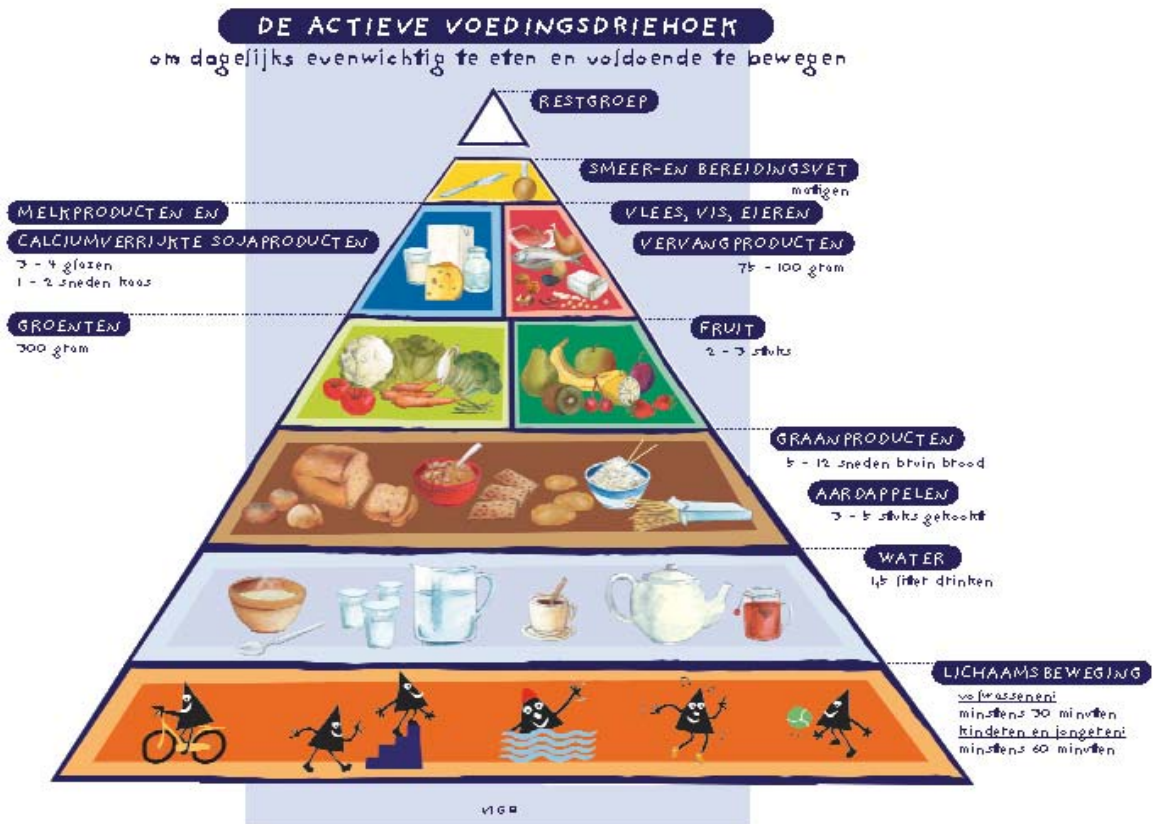 DE ACTIEVE VOEDINGSDRIEHOEK
om dagelijks evenwichtig te eten en voldoende te bewegen
RESTGROEP
SMEER-EN BEREIDINGSVET
matigen
MELKPRODUCTEN EN
CALCIUMVERRIJKTE SOJAPRODUCTEN
3 - 4 glazen
1 - 2 sneden kaas
VLEES, VIS, EIEREN
VERVANGPRODUCTEN
75 - 100 gram
GROENTEN
300 gram
FRUIT
2 - 3 stuks
GRAANPRODUCTEN
5 - 12 sneden bruin brood
AARDAPPELEN
3 - 5 stuks gekookt
WATER
1,5 liter drinken
LICHAAMSBEWEGING
volwassenen:
minstens 30 minuten
kinderen en jongeren:
minstens 60 minuten
VIG